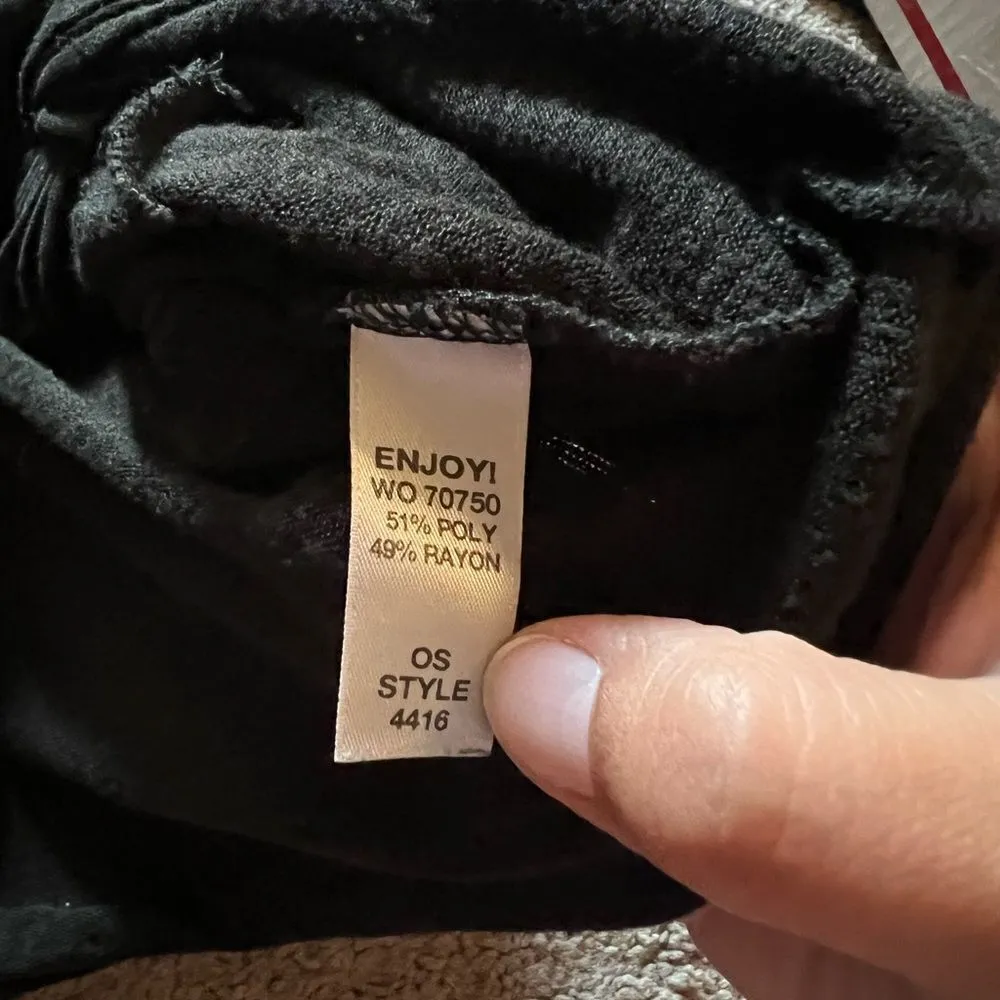 ENJOY!
WO 70750
51% POLY
49% RAYON
OS
STYLE
4416